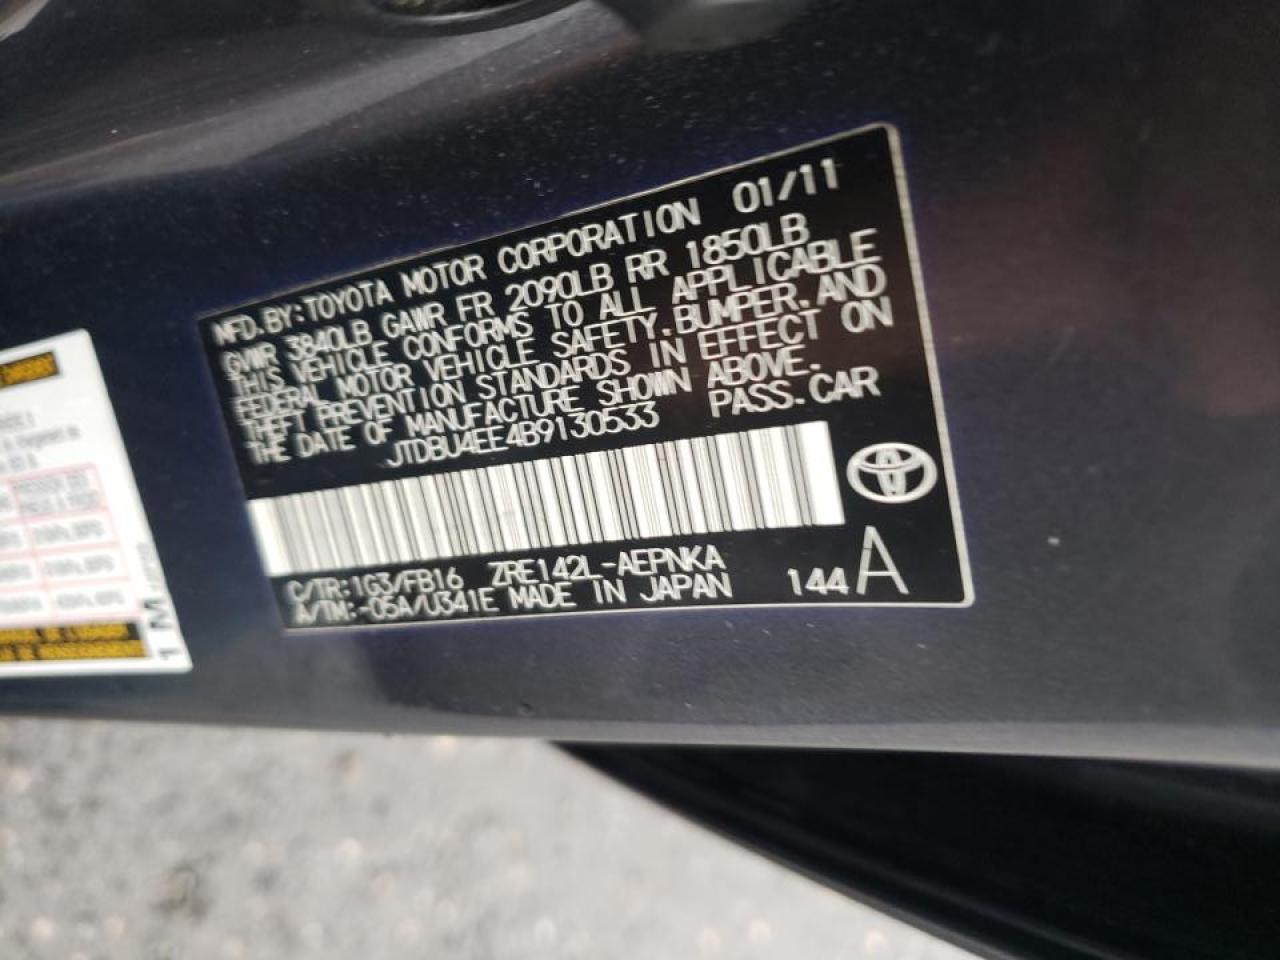 MFD.BY:TOYOTA MOTOR CORPORATION 01/11
GVWR 3840LB GAWR FR 2090LB RR 1850LB
THIS VEHICLE CONFORMS TO ALL APPLICABLE
FEDERAL MOTOR VEHICLE SAFETY,BUMPER,AND
THEFT PREVENTION STANDARDS IN EFFECT ON
THE DATE OF MANUFACTURE SHOWN ABOVE.
JTDBU4EE4B9130533 PASS.CAR
C/TR:1G3/FB16 ZRE142L-AEPNKA
A/TM:-05A/U341E MADE IN JAPAN 144A
1 M